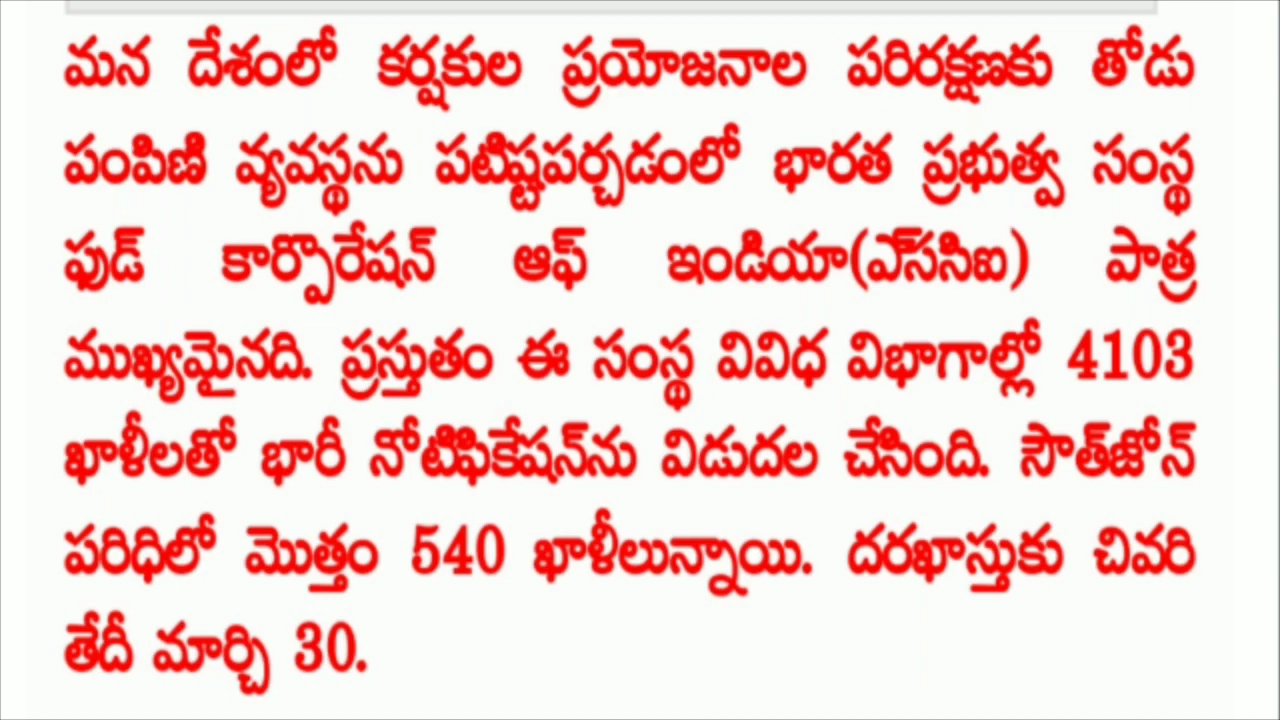 మన దేశంలో కర్షకుల ప్రయోజనాల పరిరక్షణకు తోడు
పంపిణి వ్యవస్థను పటిష్టపర్చడంలో భారత ప్రభుత్వ సంస్థ
ఫుడ్ కార్పొరేషన్ ఆఫ్ ఇండియా(ఎస్‌సిఐ) పాత్ర
ముఖ్యమైనది. ప్రస్తుతం ఈ సంస్థ వివిధ విభాగాల్లో 4103
ఖాళీలతో భారీ నోటిఫికేషన్‌ను విడుదల చేసింది. సౌత్‌జోన్
పరిధిలో మొత్తం 540 ఖాళీలున్నాయి. దరఖాస్తుకు చివరి
తేదీ మార్చి 30.